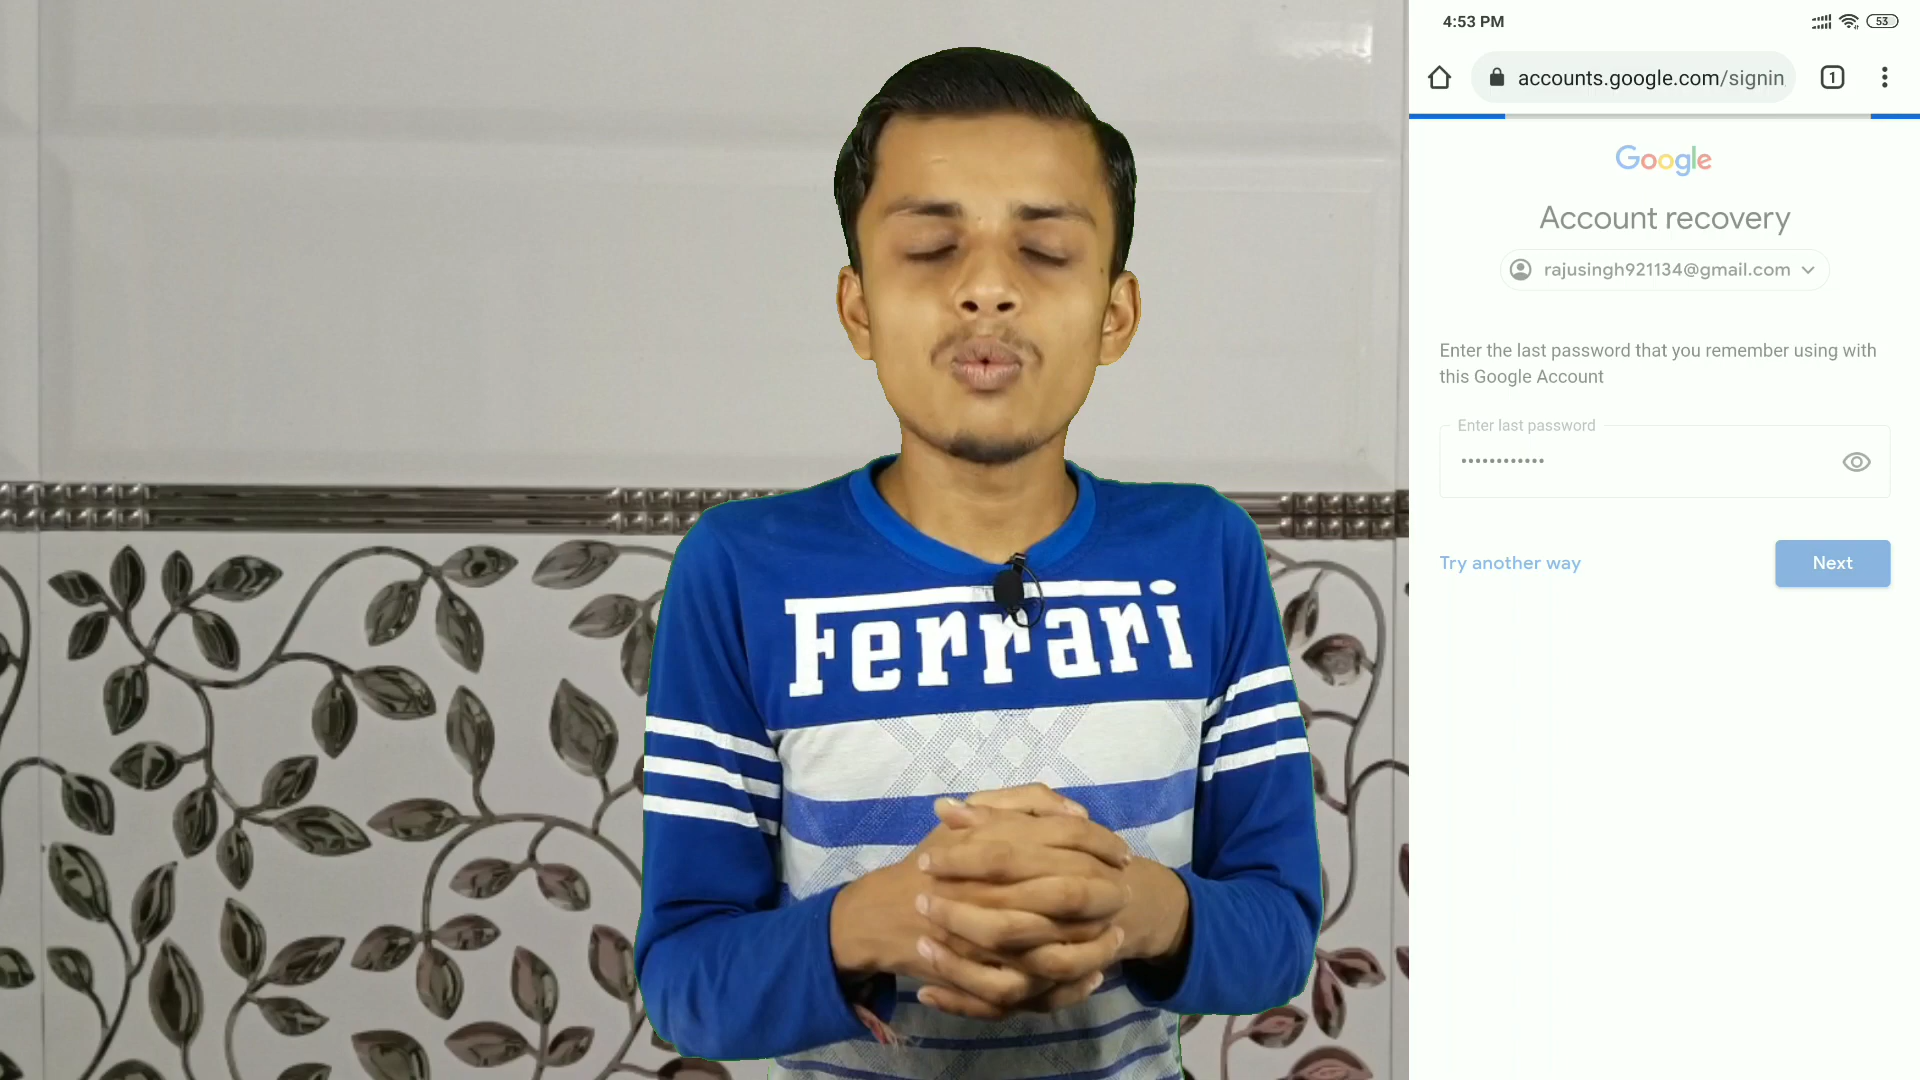 4:53 PM
53
accounts.google.com/signin
1
Google
Account recovery
rajusingh921134@gmail.com
Enter the last password that you remember using with
this Google Account
Enter last password
••••••••••••
Try another way
Next
Ferrari